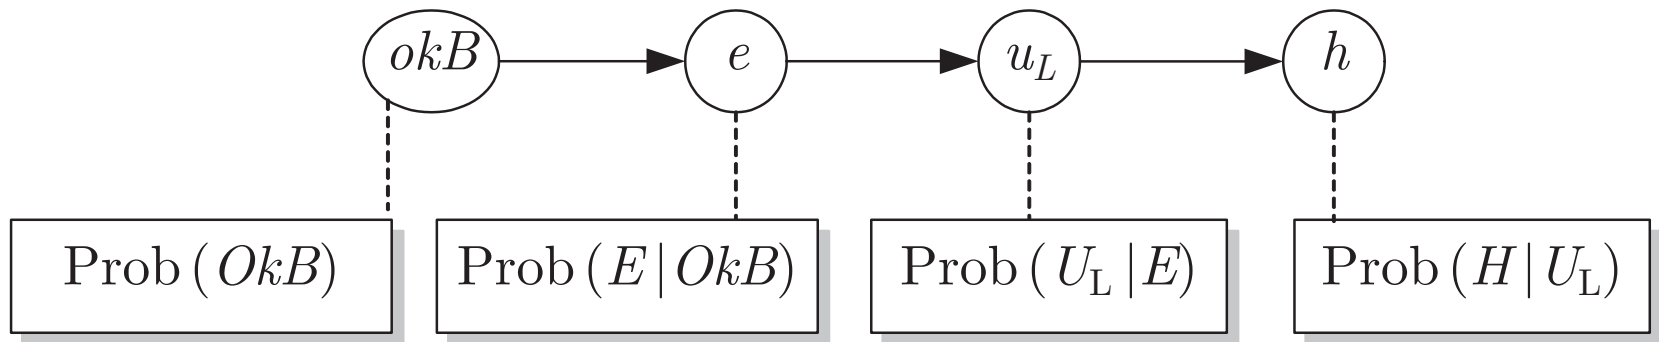 okB e u_L h
Prob (OkB) Prob (E | OkB) Prob (U_L | E) Prob (H | U_L)